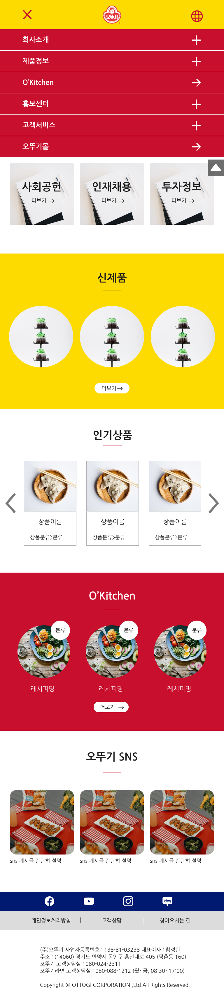 오뚜기
회사소개
제품정보
O'Kitchen
홍보센터
고객서비스
오뚜기몰
사회공헌 인재채용 투자정보
더보기 → 더보기 → 더보기 →
신제품
더보기→
인기상품
상품이름 상품이름 상품이름
상품분류>분류 상품분류>분류 상품분류>분류
O'Kitchen
분류 분류 분류
레시피명 레시피명 레시피명
더보기 →
오뚜기 SNS
sns 게시글 간단히 설명 sns 게시글 간단히 설명 sns 게시글 간단히 설명
blog
개인정보처리방침 | 고객상담 | 찾아오시는 길
(주)오뚜기 사업자등록번호 : 138-81-03238 대표이사 : 황성만
주소 : (14060) 경기도 안양시 동안구 흥안대로 405 (평촌동 160)
오뚜기 고객상담실 : 080-024-2311
오뚜기라면 고객상담실 : 080-088-1212 (월~금, 08:30~17:00)
Copyright ⓒ OTTOGI CORPORATION.,Ltd All Rights Reserved.